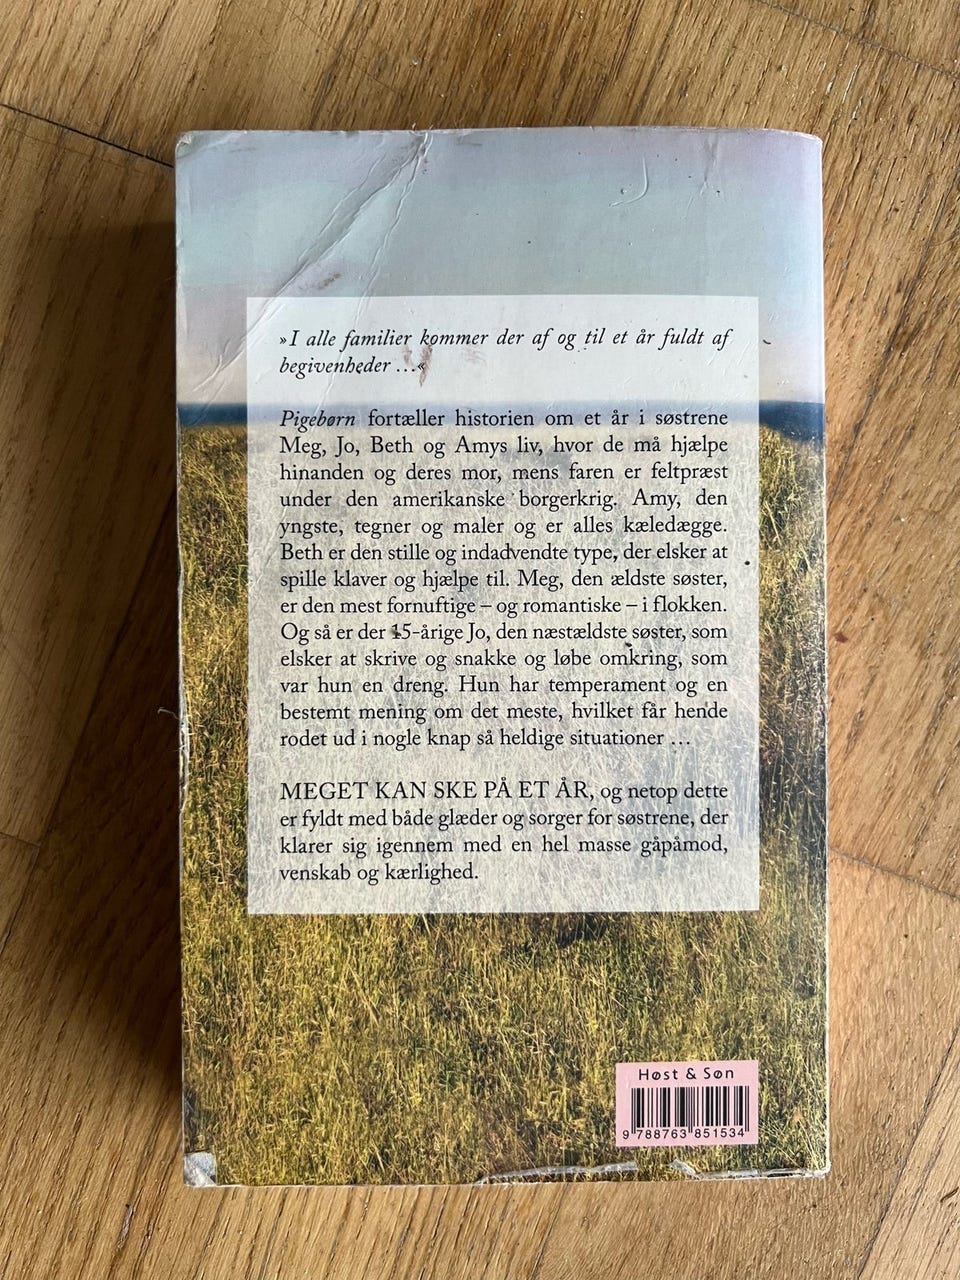 »I alle familier kommer der af og til et år fuldt af
begivenheder ...«
Pigebørn fortæller historien om et år i søstrene
Meg, Jo, Beth og Amys liv, hvor de må hjælpe
hinanden og deres mor, mens faren er feltpræst
under den amerikanske borgerkrig. Amy, den
yngste, tegner og maler og er alles kæledægge.
Beth er den stille og indadvendte type, der elsker at
spille klaver og hjælpe til. Meg, den ældste søster,
er den mest fornuftige – og romantiske – i flokken.
Og så er der 15-årige Jo, den næstældste søster, som
elsker at skrive og snakke og løbe omkring, som
var hun en dreng. Hun har temperament og en
bestemt mening om det meste, hvilket får hende
rodet ud i nogle knap så heldige situationer ...
MEGET KAN SKE PÅ ET ÅR, og netop dette
er fyldt med både glæder og sorger for søstrene, der
klarer sig igennem med en hel masse gåpåmod,
venskab og kærlighed.
Høst & Søn
9 788763 851534